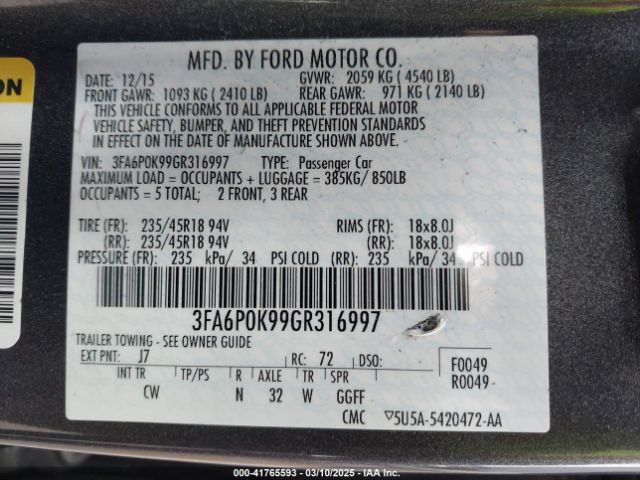 MFD. BY FORD MOTOR CO.
DATE: 12/15 GVWR: 2059 KG ( 4540 LB)
FRONT GAWR: 1093 KG ( 2410 LB) REAR GAWR: 971 KG ( 2140 LB)
THIS VEHICLE CONFORMS TO ALL APPLICABLE FEDERAL MOTOR
VEHICLE SAFETY, BUMPER, AND THEFT PREVENTION STANDARDS
IN EFFECT ON THE DATE OF MANUFACTURE SHOWN ABOVE.
VIN: 3FA6P0K99GR316997 TYPE: Passenger Car
MAXIMUM LOAD = OCCUPANTS + LUGGAGE = 385KG/ 850LB
OCCUPANTS = 5 TOTAL; 2 FRONT, 3 REAR
TIRE (FR): 235/45R18 94V RIMS (FR): 18x8.0J
(RR): 235/45R18 94V (RR): 18x8.0J
PRESSURE (FR): 235 kPa/ 34 PSI COLD (RR): 235 kPa/ 34 PSI COLD
3FA6P0K99GR316997
TRAILER TOWING - SEE OWNER GUIDE
EXT PNT: J7 RC: 72 DSO: F0049
R0049
INT TR TP/PS R AXLE TR SPR
CW N 32 W GGFF
CMC ▽5U5A-5420472-AA
ON
000-41765593 - 03/10/2025 - IAA Inc.